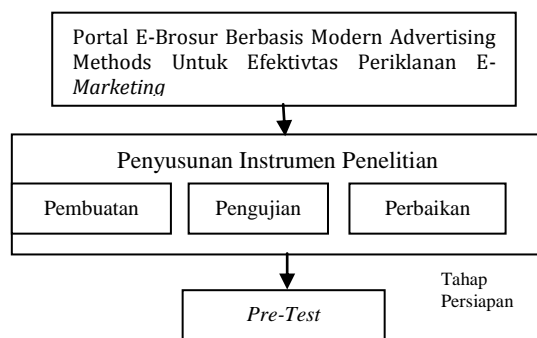 Portal E-Brosur Berbasis Modern Advertising
Methods Untuk Efektivtas Periklanan E-
Marketing
Penyusunan Instrumen Penelitian
Pembuatan Pengujian Perbaikan
Tahap
Persiapan
Pre-Test